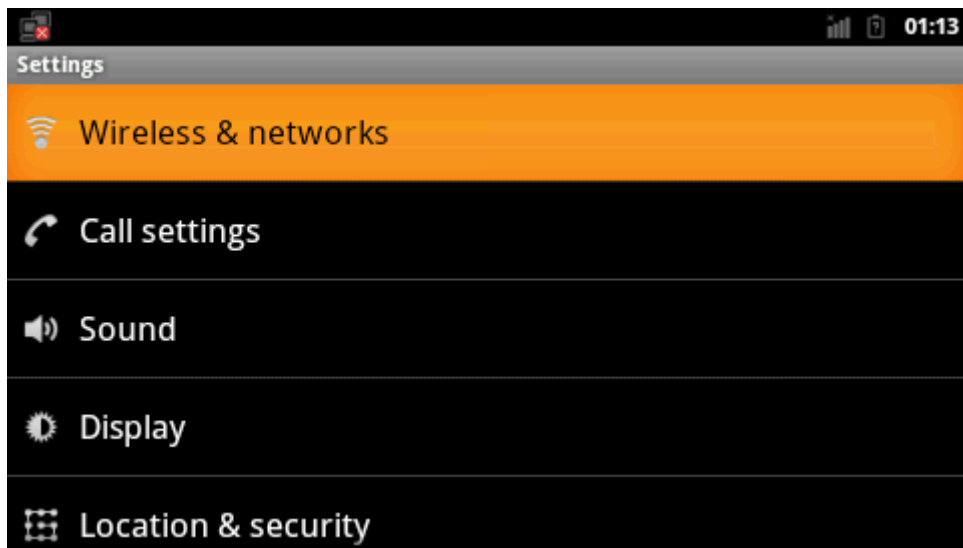 01:13
Settings
Wireless & networks
Call settings
Sound
Display
Location & security